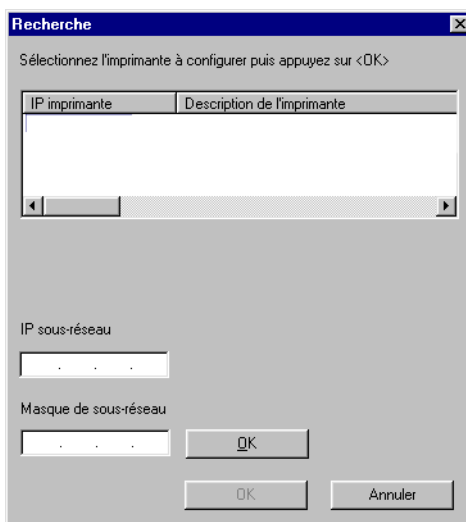 Recherche
Sélectionnez l'imprimante à configurer puis appuyez sur <OK>
IP imprimante Description de l'imprimante
IP sous-réseau
. . .
Masque de sous-réseau
. . . OK
OK Annuler